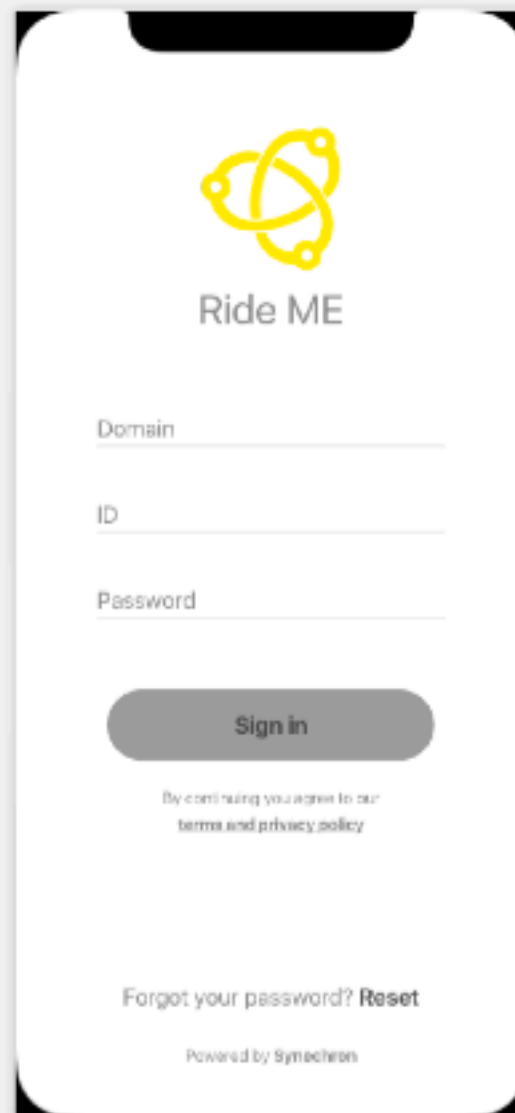 Ride ME
Domain
ID
Password
Sign in
By continuing you agree to our
terms and privacy policy
Forgot your password? Reset
Powered by Synechron